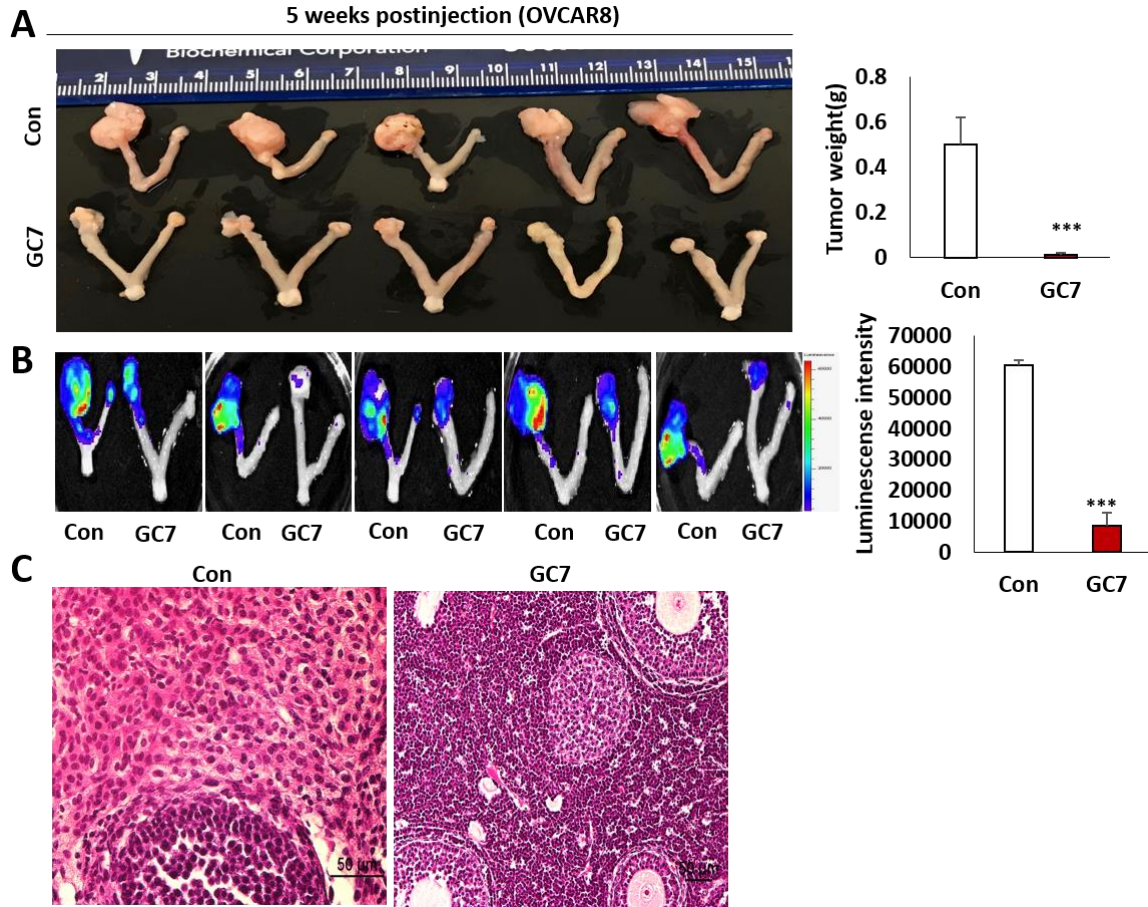 A
5 weeks postinjection (OVCAR8)
Biochemical Corporation
2 3 4 5 6 7 8 9 10 11 12 13 14 15
Con
GC7
Tumor weight(g)
0.8
0.6
0.4
0.2
0
***
Con GC7
B
Con GC7 Con GC7 Con GC7 Con GC7 Con GC7
Luminescense intensity
70000
60000
50000
40000
30000
20000
10000
0
***
Con GC7
C
Con GC7
50 µm